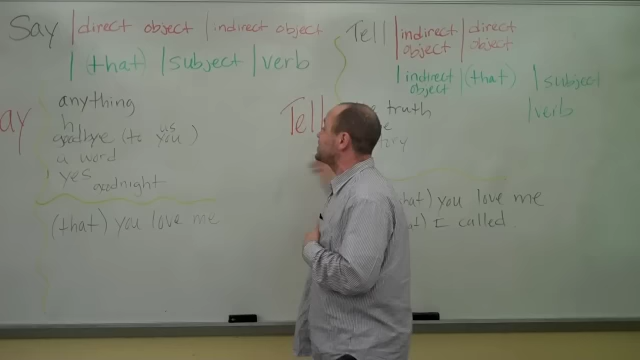 Say | direct object | indirect object
| (that) | subject | verb
ay
anything
h
goodbye (to us you)
a word
yes goodnight
(that) you love me
Tell | indirect object | direct object
| indirect object | (that) | subject | verb
Tell
truth
ory
) you love me
) I called